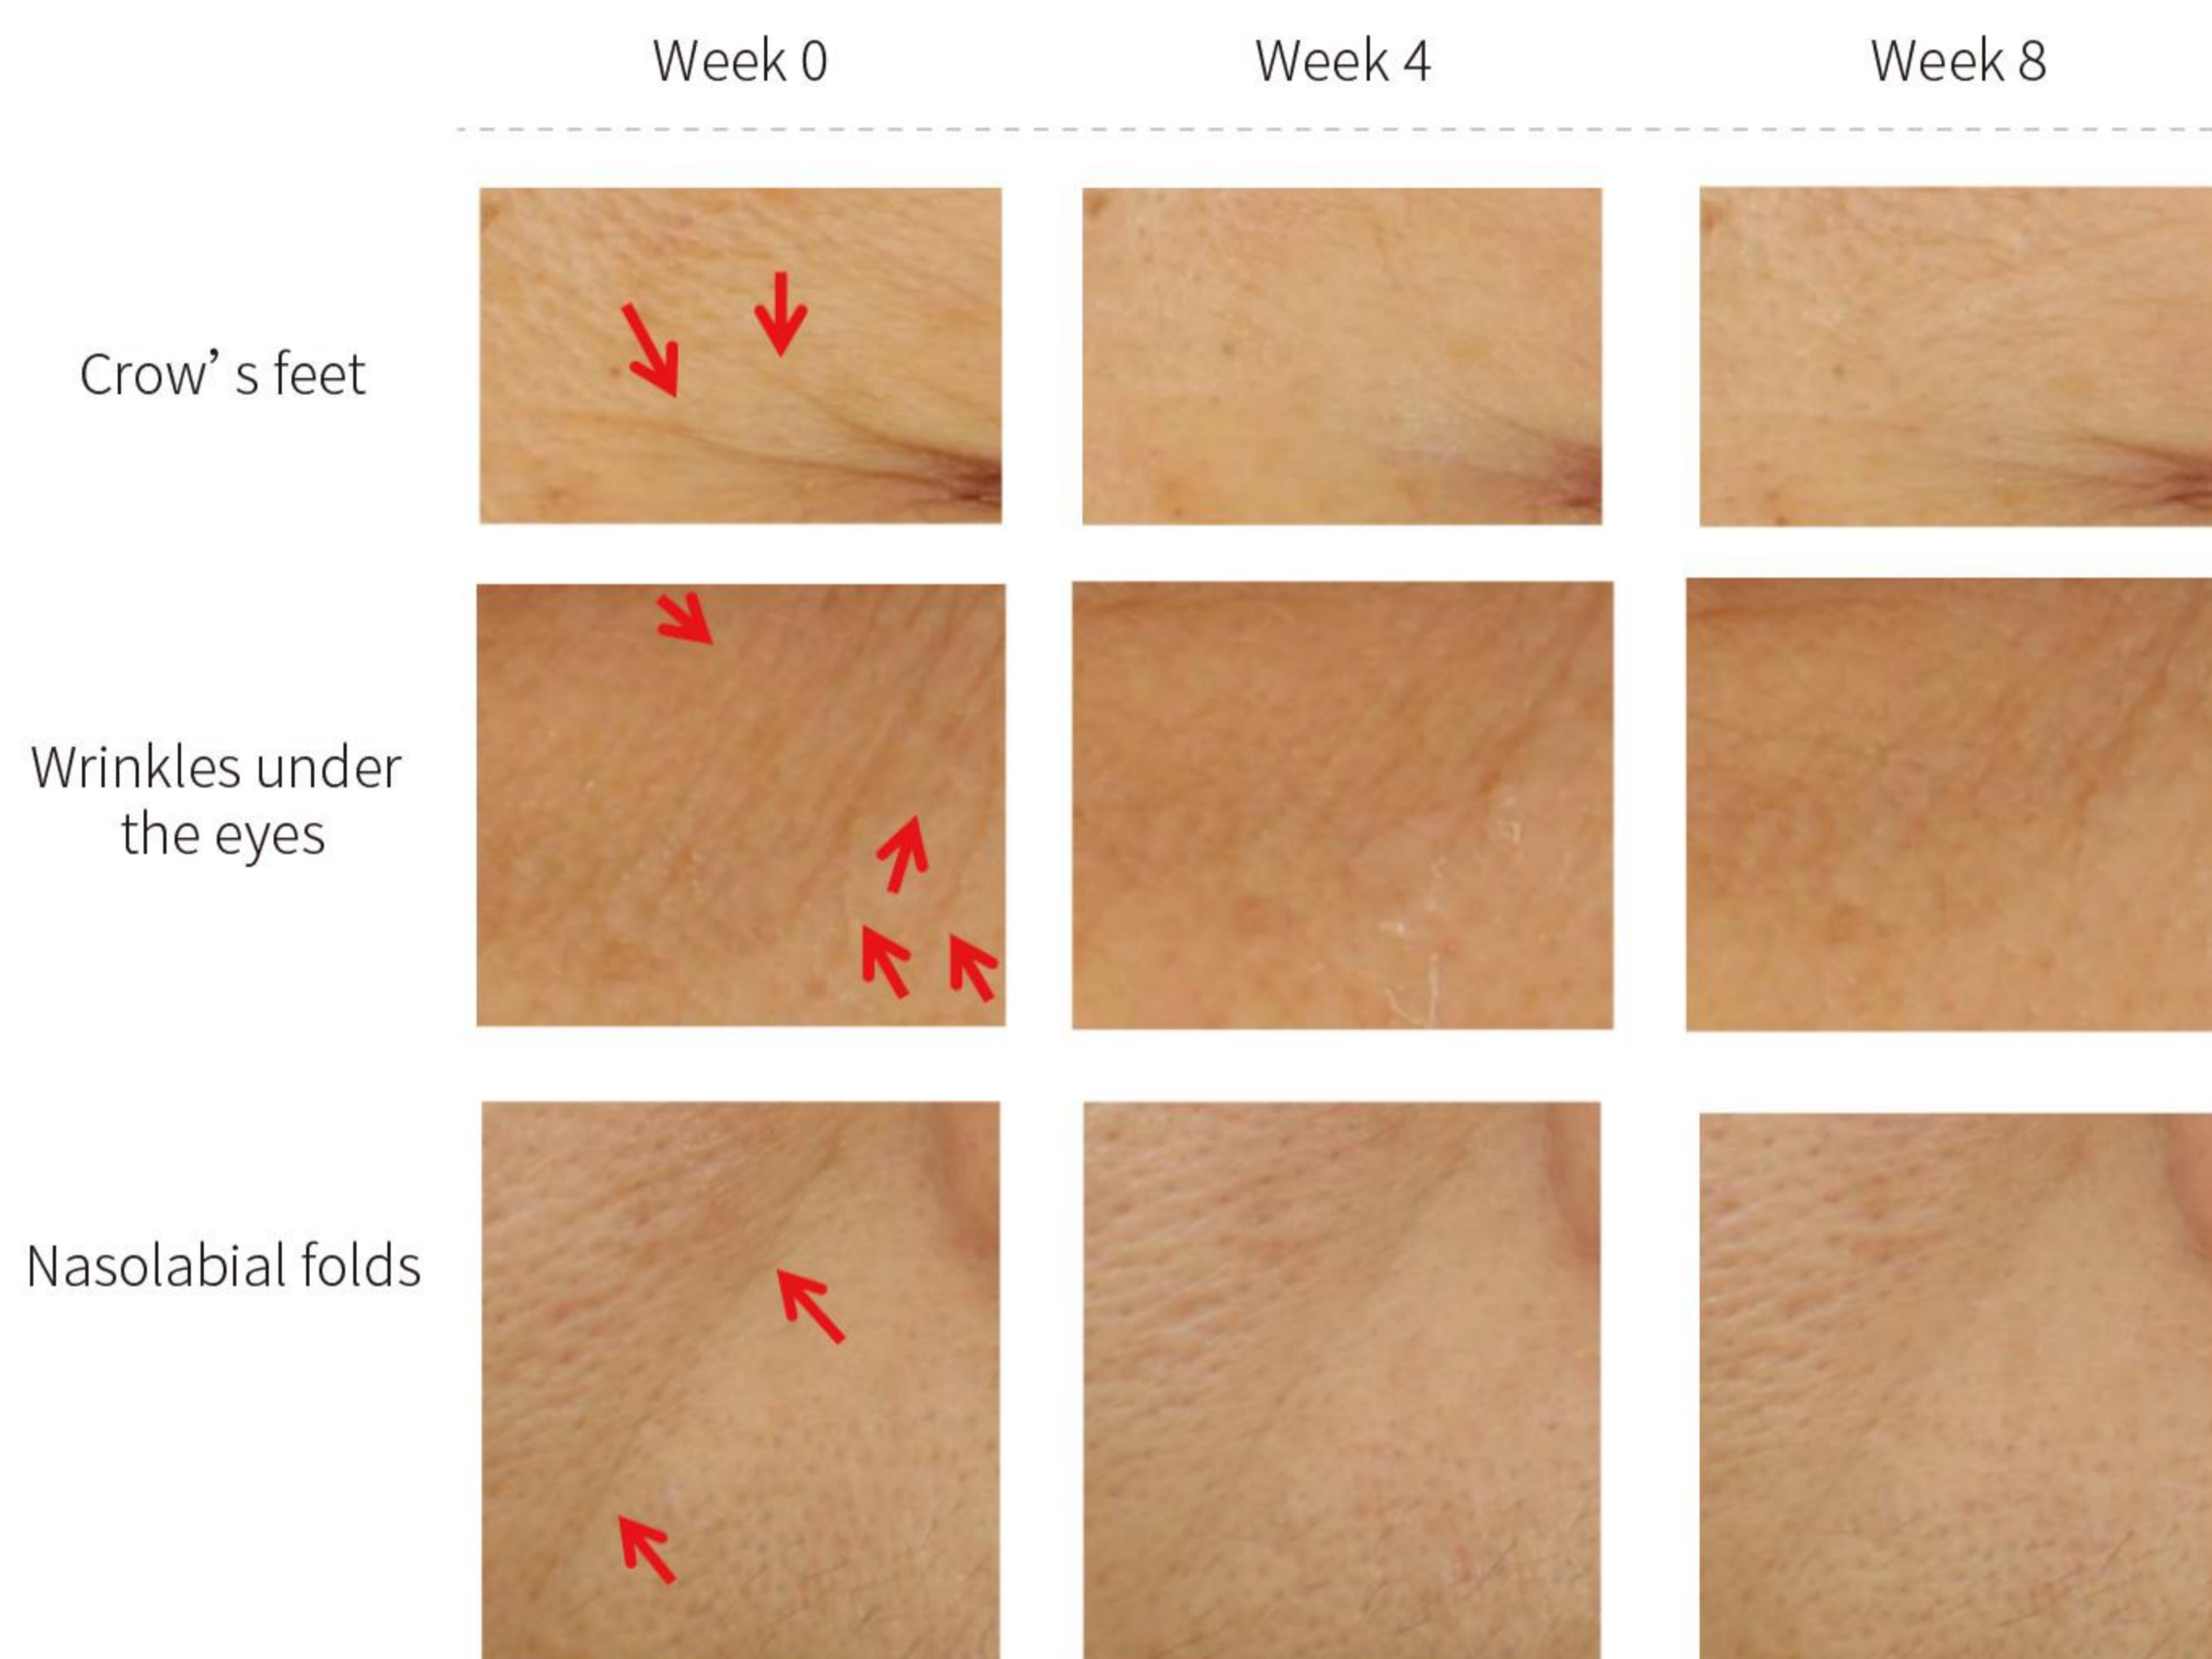 Week 0
Week 4
Week 8
Crow’ s feet
Wrinkles under
the eyes
Nasolabial folds